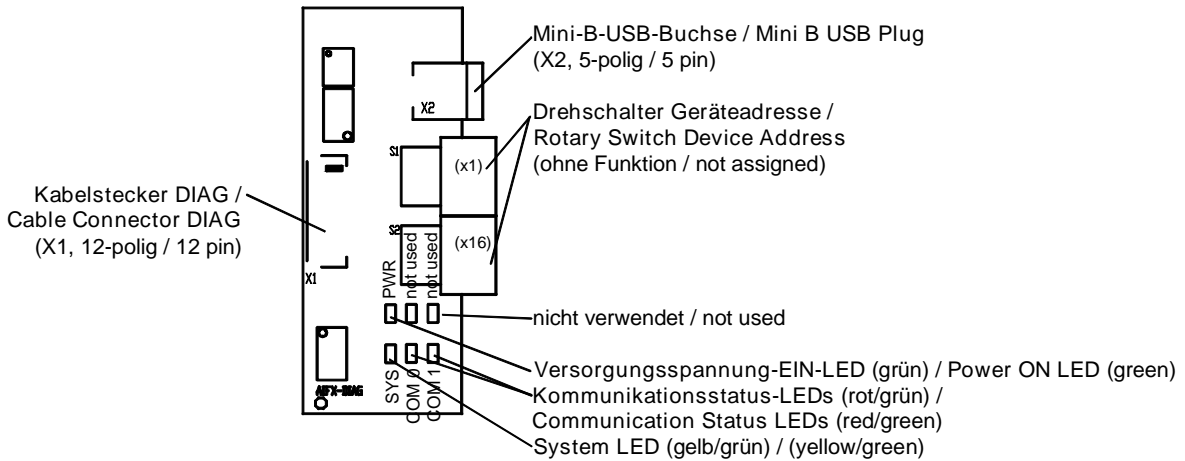 Mini-B-USB-Buchse / Mini B USB Plug
(X2, 5-polig / 5 pin)
X2
Drehschalter Geräteadresse /
Rotary Switch Device Address
(ohne Funktion / not assigned)
S1
(x1)
Kabelstecker DIAG /
Cable Connector DIAG
(X1, 12-polig / 12 pin)
S2
(x16)
X1
PWR
not used
not used
nicht verwendet / not used
Versorgungsspannung-EIN-LED (grün) / Power ON LED (green)
Kommunikationsstatus-LEDs (rot/grün) /
Communication Status LEDs (red/green)
System LED (gelb/grün) / (yellow/green)
SYS
COM 0
COM 1
AIFX-DIAG